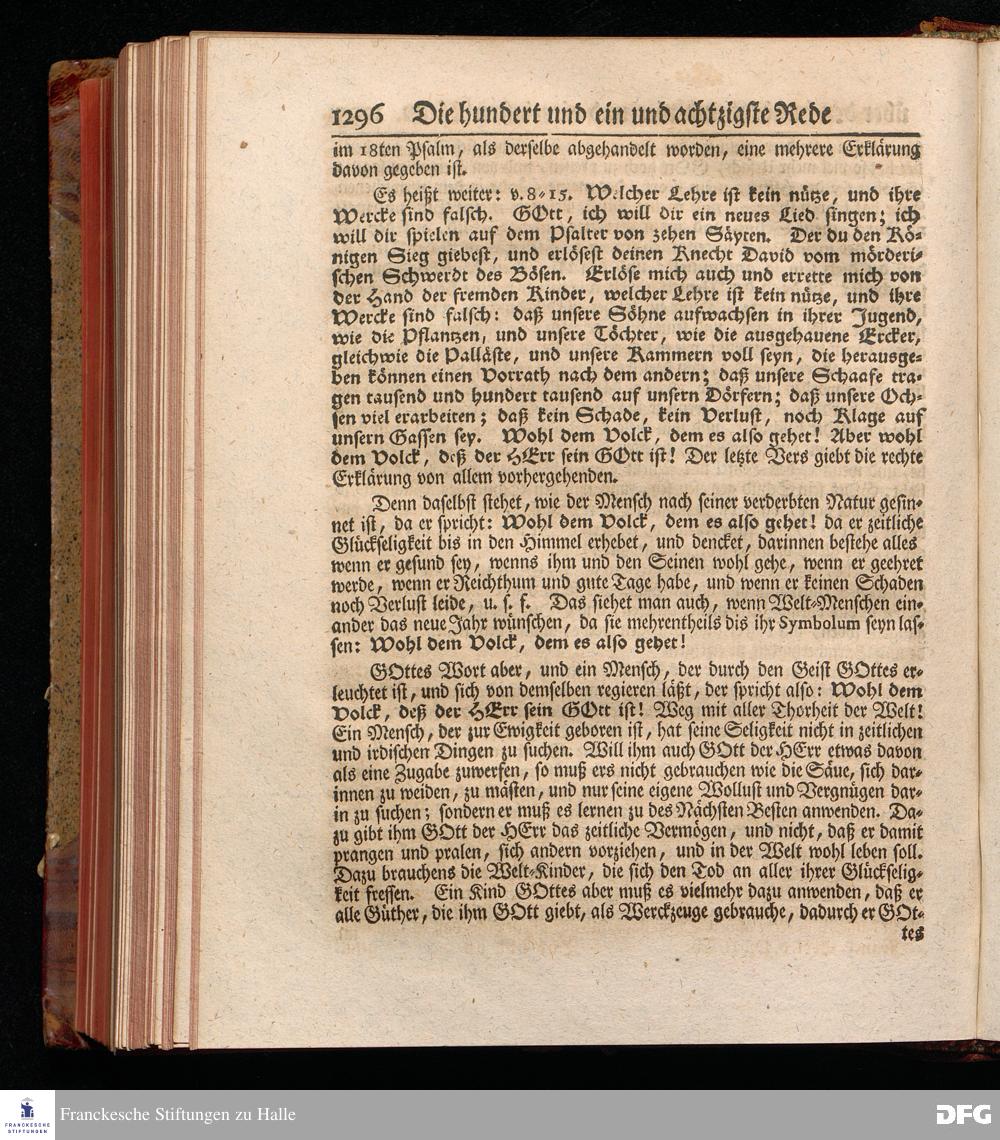 1296 Die hundert und ein und achtzigste Rede
im 18ten Psalm, als derselbe abgehandelt worden, eine mehrere Erklärung
davon gegeben ist.
Es heißt weiter: v. 8-15. Welcher Lehre ist kein nütze, und ihre
Wercke sind falsch. GOtt, ich will dir ein neues Lied singen; ich
will dir spielen auf dem Psalter von zehen Säyten. Der du den Kö-
nigen Sieg giebest, und erlösest deinen Knecht David vom mörderi-
schen Schwerdt des Bösen. Erlöse mich auch und errette mich von
der Hand der fremden Kinder, welcher Lehre ist kein nütze, und ihre
Wercke sind falsch: daß unsere Söhne aufwachsen in ihrer Jugend,
wie die Pflantzen, und unsere Töchter, wie die ausgehauene Ercker,
gleichwie die Palläste, und unsere Kammern voll seyn, die herausge-
ben können einen Vorrath nach dem andern; daß unsere Schaafe tra-
gen tausend und hundert tausend auf unsern Dörfern; daß unsere Och-
sen viel erarbeiten; daß kein Schade, kein Verlust, noch Klage auf
unsern Gassen sey. Wohl dem Volck, dem es also gehet! Aber wohl
dem Volck, deß der HErr sein GOtt ist! Der letzte Vers giebt die rechte
Erklärung von allem vorhergehenden.
Denn daselbst stehet, wie der Mensch nach seiner verderbten Natur gesin-
net ist, da er spricht: Wohl dem Volck, dem es also gehet! da er zeitliche
Glückseligkeit bis in den Himmel erhebet, und dencket, darinnen bestehe alles
wenn er gesund sey, wenns ihm und den Seinen wohl gehe, wenn er geehret
werde, wenn er Reichthum und gute Tage habe, und wenn er keinen Schaden
noch Verlust leide, u. s. f. Das siehet man auch, wenn Welt-Menschen ein-
ander das neue Jahr wünschen, da sie mehrentheils dis ihr Symbolum seyn las-
sen: Wohl dem Volck, dem es also gehet!
GOttes Wort aber, und ein Mensch, der durch den Geist GOttes er-
leuchtet ist, und sich von demselben regieren läßt, der spricht also: Wohl dem
Volck, deß der HErr sein GOtt ist! Weg mit aller Thorheit der Welt!
Ein Mensch, der zur Ewigkeit geboren ist, hat seine Seligkeit nicht in zeitlichen
und irdischen Dingen zu suchen. Will ihm auch GOtt der HErr etwas davon
als eine Zugabe zuwerfen, so muß ers nicht gebrauchen wie die Säue, sich dar-
innen zu weiden, zu mästen, und nur seine eigene Wollust und Vergnügen dar-
in zu suchen; sondern er muß es lernen zu des Nächsten Besten anwenden. Da-
zu gibt ihm GOtt der HErr das zeitliche Vermögen, und nicht, daß er damit
prangen und pralen, sich andern vorziehen, und in der Welt wohl leben soll.
Dazu brauchens die Welt-Kinder, die sich den Tod an aller ihrer Glückselig-
keit fressen. Ein Kind GOttes aber muß es vielmehr dazu anwenden, daß er
alle Güther, die ihm GOtt giebt, als Werckzeuge gebrauche, dadurch er GOt-
tes
FRANCKESCHE
STIFTUNGEN
Franckesche Stiftungen zu Halle
DFG